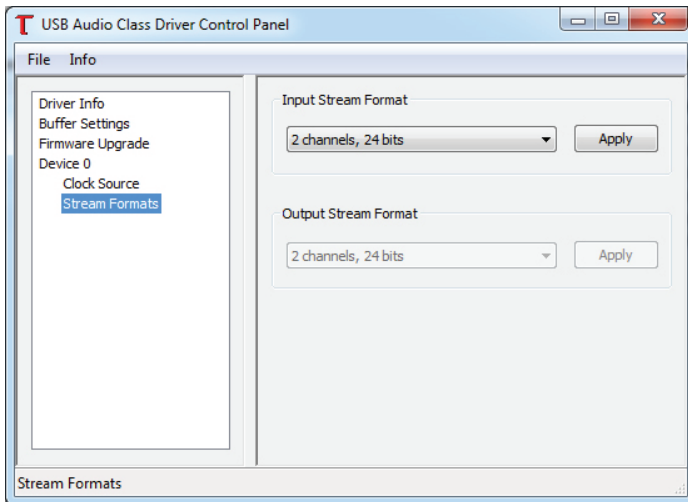 USB Audio Class Driver Control Panel
File Info
Driver Info
Buffer Settings
Firmware Upgrade
Device 0
Clock Source
Stream Formats
Input Stream Format
2 channels, 24 bits
Apply
Output Stream Format
2 channels, 24 bits
Apply
Stream Formats